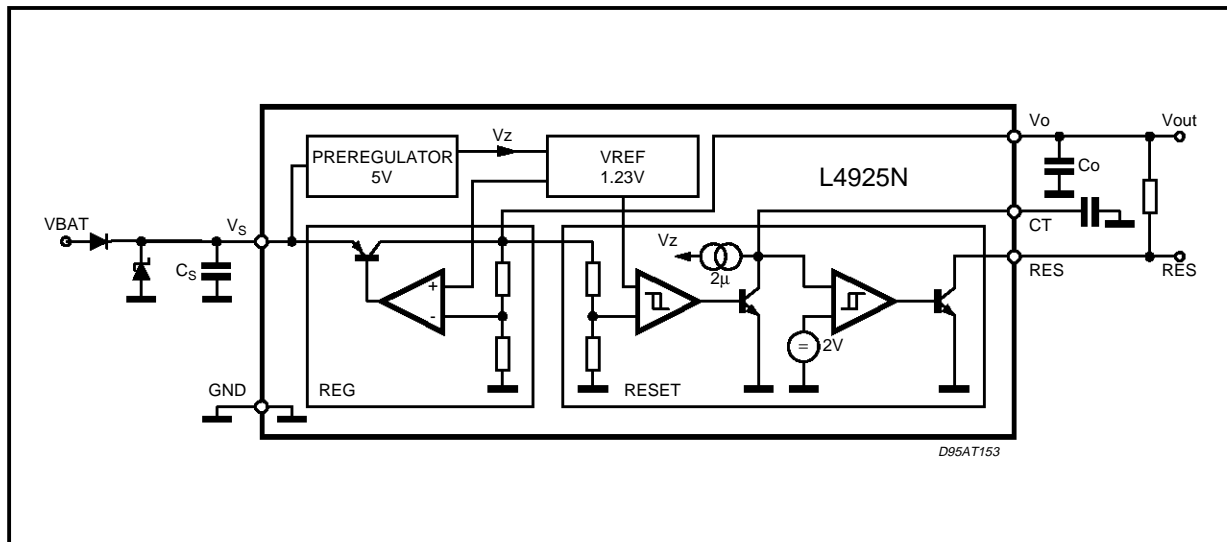 Vo
Vout
Vz
PREREGULATOR
5V
VREF
1.23V
L4925N
Co
VBAT
VS
CT
CS
Vz
2μ
RES
RES
+
-
=
2V
GND
REG
RESET
D95AT153